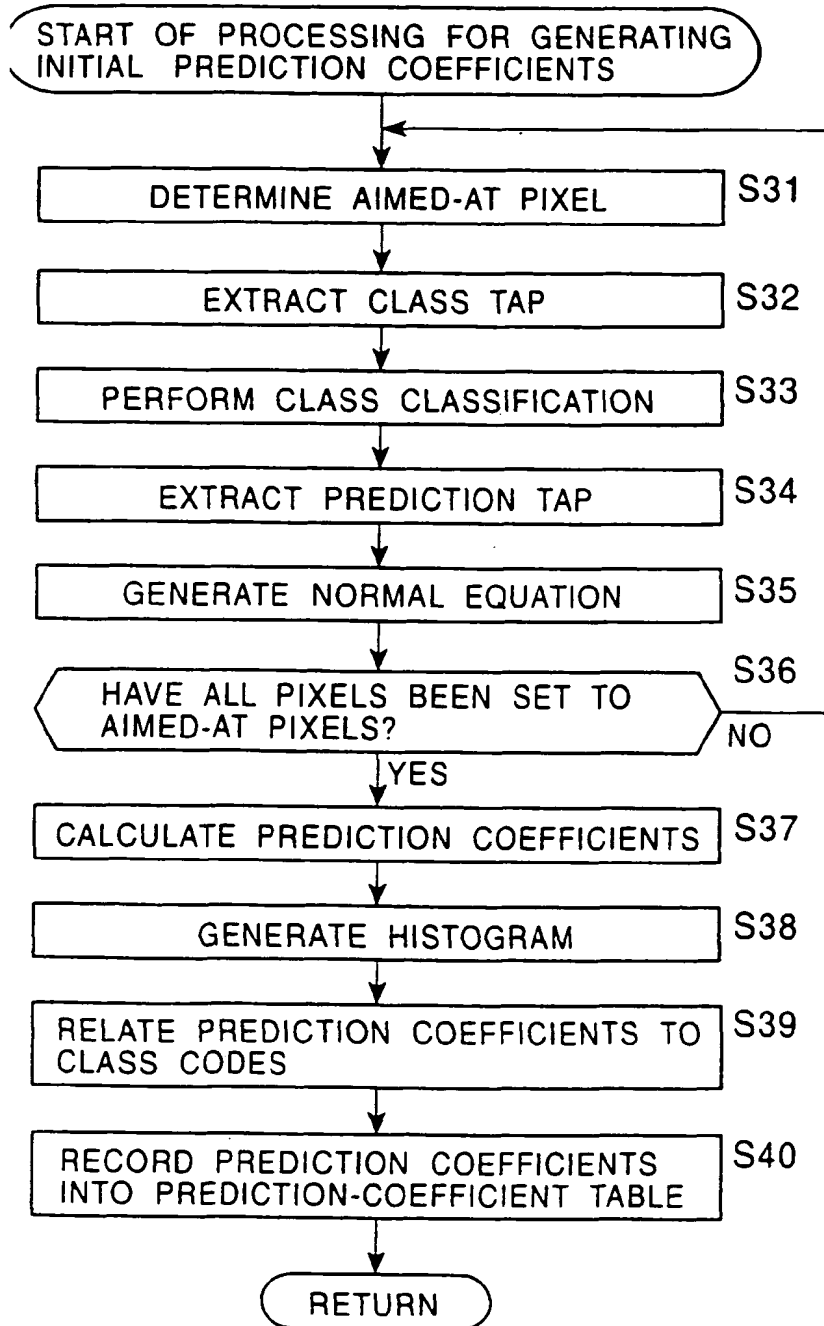 START OF PROCESSING FOR GENERATING
INITIAL PREDICTION COEFFICIENTS
DETERMINE AIMED-AT PIXEL
S31
EXTRACT CLASS TAP
S32
PERFORM CLASS CLASSIFICATION
S33
EXTRACT PREDICTION TAP
S34
GENERATE NORMAL EQUATION
S35
S36
HAVE ALL PIXELS BEEN SET TO
AIMED-AT PIXELS?
NO
YES
CALCULATE PREDICTION COEFFICIENTS
S37
GENERATE HISTOGRAM
S38
RELATE PREDICTION COEFFICIENTS TO
CLASS CODES
S39
RECORD PREDICTION COEFFICIENTS
INTO PREDICTION-COEFFICIENT TABLE
S40
RETURN